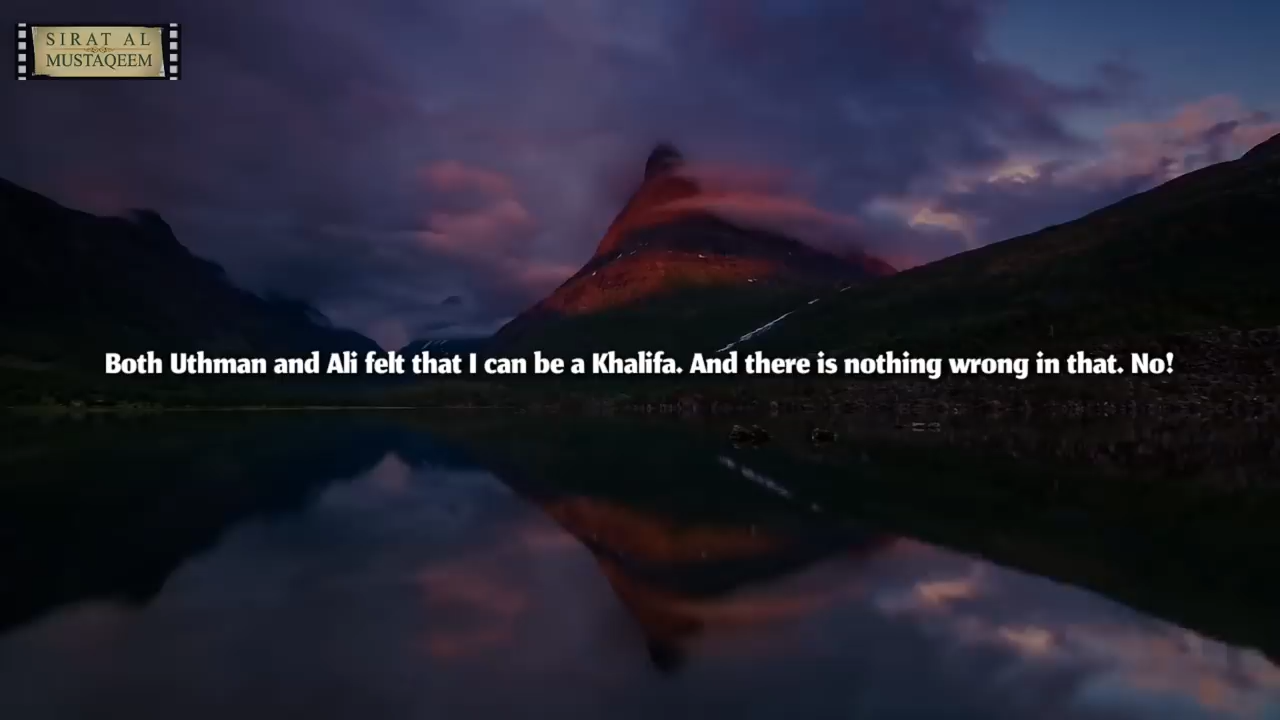 SIRAT AL
MUSTAQEEM
Both Uthman and Ali felt that I can be a Khalifa. And there is nothing wrong in that. No!